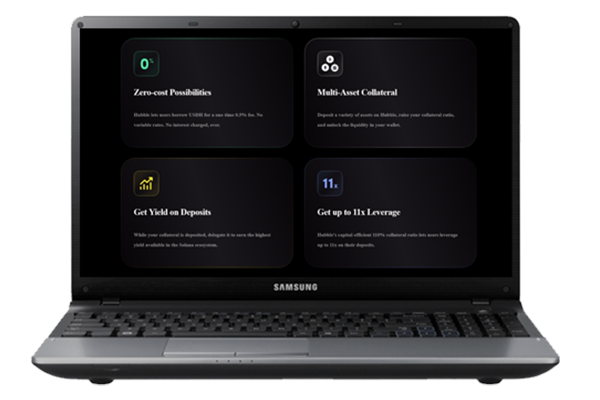 0%
Zero-cost Possibilities
Hubble lets users borrow USDH for a one-time 0.5% fee. No
variable rates. No interest charged, ever.
Multi-Asset Collateral
Deposit a variety of assets on Hubble, raise your collateral ratio,
and unlock the liquidity in your wallet.
Get Yield on Deposits
While your collateral is deposited, delegate it to earn the highest
yield available in the Solana ecosystem.
11x
Get up to 11x Leverage
Hubble's capital efficient 110% collateral ratio lets users leverage
up to 11x on their deposits.
SAMSUNG